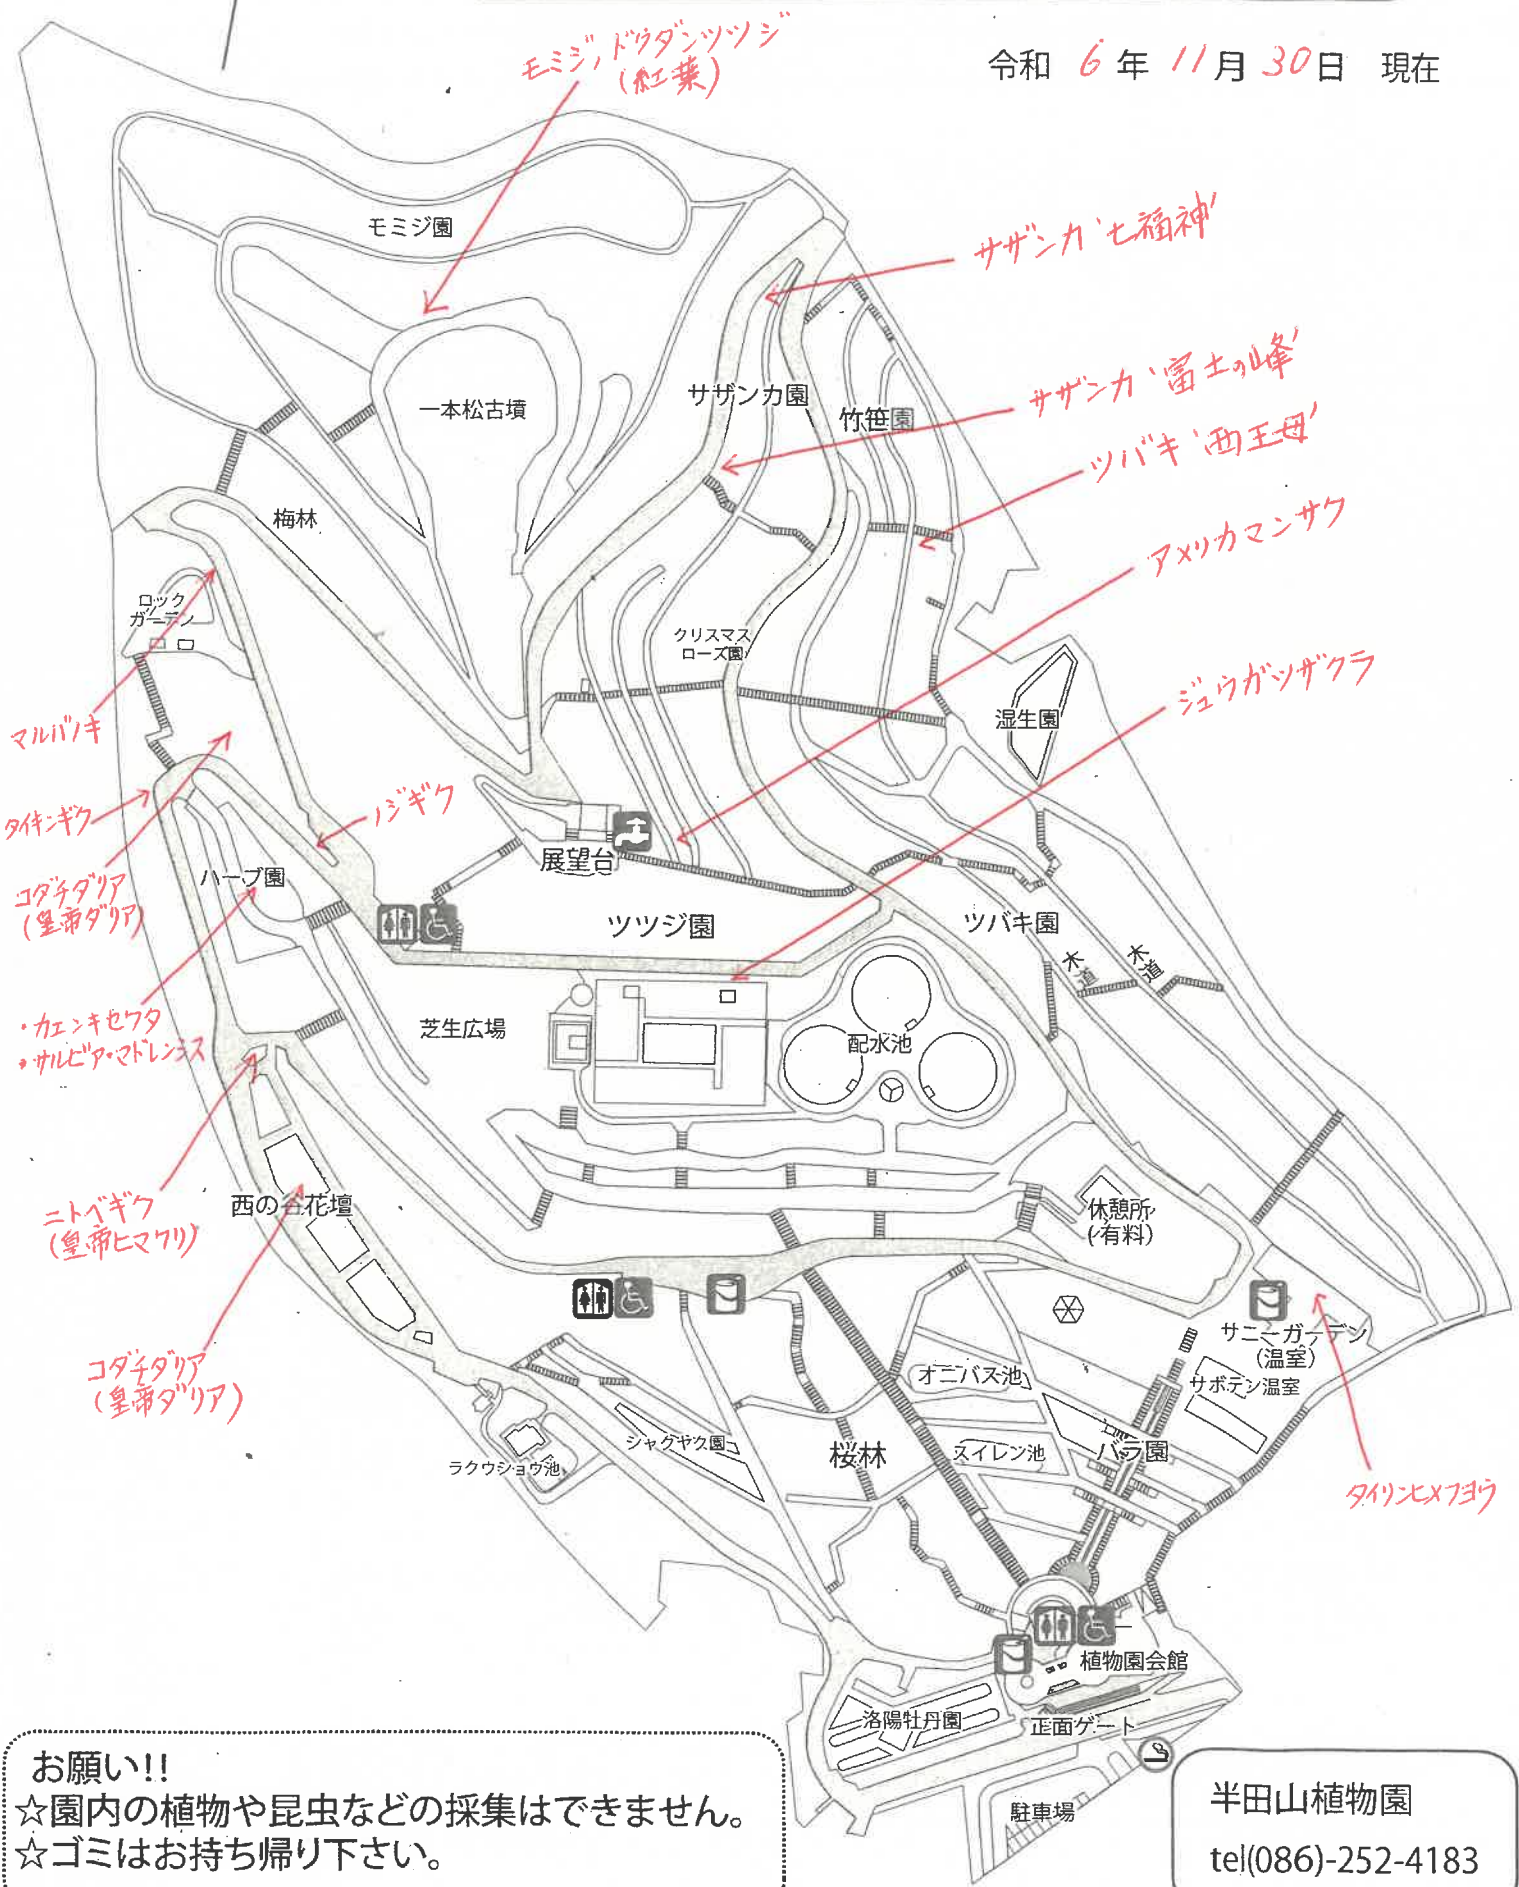 令和 6 年 11 月 30 日 現在
モミジ,ドウダンツツジ
(紅葉)
モミジ園
サザンカ'七福神'
サザンカ園
サザンカ'富士の峰'
一本松古墳
竹笹園
ツバキ'西王母'
アメリカマンサク
梅林
ロック
ガーデン
クリスマス
ローズ園
ジュウガツザクラ
湿生園
マルバノキ
タイキンギク
ノジギク
展望台
コダチダリア
(皇帝ダリア)
ハーブ園
ツツジ園
ツバキ園
木道
木道
・カエンキセワタ
・サルビア・マドレンシス
芝生広場
配水池
ニトベギク
(皇帝ヒマワリ)
西の谷花壇
休憩所
(有料)
コダチダリア
(皇帝ダリア)
サニーガーデン
(温室)
オニバス池
サボテン温室
シャクヤク園
桜林
スイレン池
バラ園
ラクウショウ池
タイリンヒメフヨウ
植物園会館
洛陽牡丹園
正面ゲート
駐車場
お願い!!
☆園内の植物や昆虫などの採集はできません。
☆ゴミはお持ち帰り下さい。
半田山植物園
tel(086)-252-4183